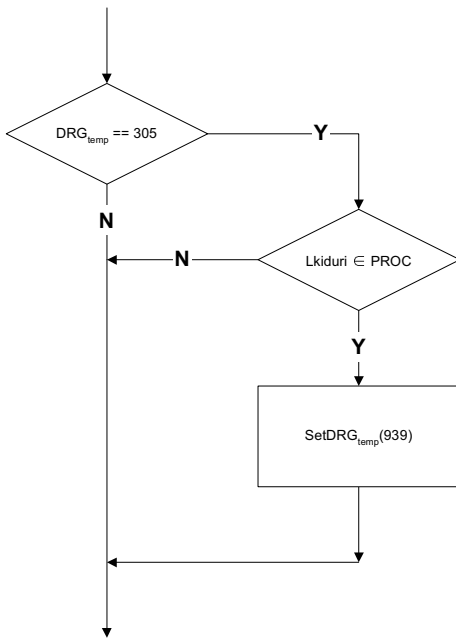 DRGtemp == 305
Y
N
N
Lkiduri ∈ PROC
Y
SetDRGtemp(939)